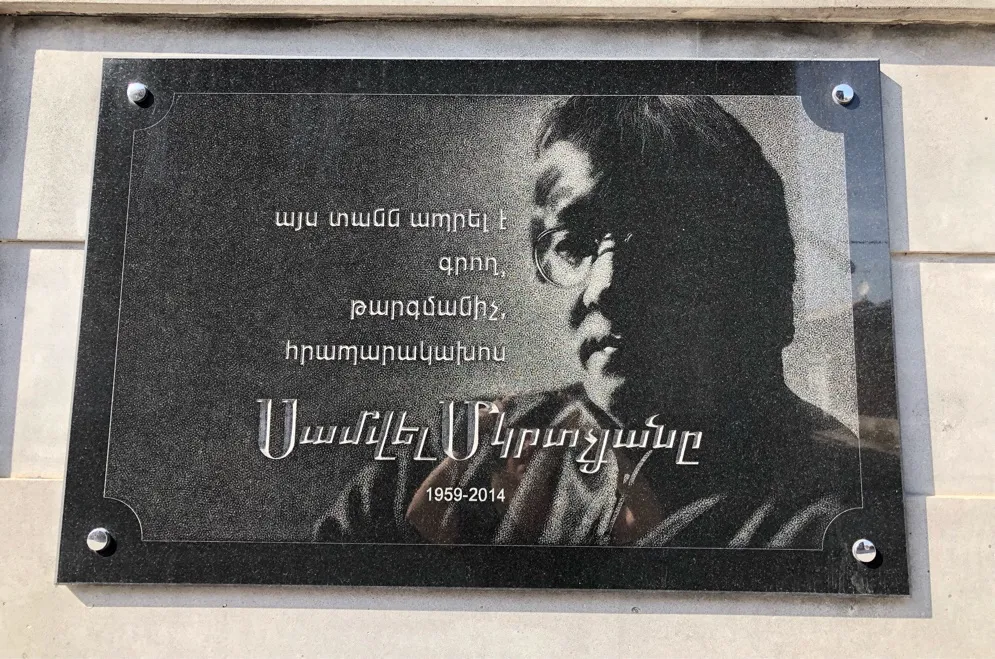 այս տանն ապրել է
գրող,
թարգմանիչ,
հրապարակախոս
Սամվել Մկրտչյանը
1959-2014